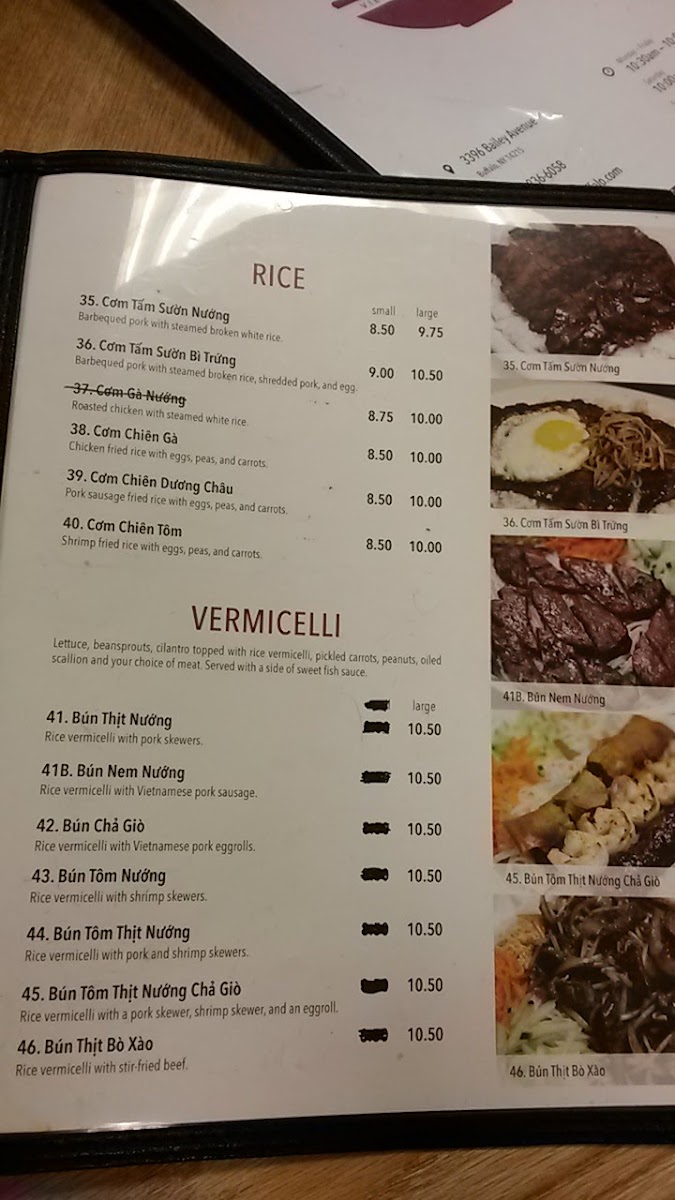 3396 Bailey Avenue
Buffalo, NY 14215
Monday - Friday
Saturday
RICE
small large
35. Cơm Tấm Sườn Nướng 8.50 9.75
Barbequed pork with steamed broken white rice.
36. Cơm Tấm Sườn Bì Trứng 9.00 10.50
Barbequed pork with steamed broken rice, shredded pork, and egg.
37. Cơm Gà Nướng 8.75 10.00
Roasted chicken with steamed white rice.
38. Cơm Chiên Gà 8.50 10.00
Chicken fried rice with eggs, peas, and carrots.
39. Cơm Chiên Dương Châu 8.50 10.00
Pork sausage fried rice with eggs, peas, and carrots.
40. Cơm Chiên Tôm 8.50 10.00
Shrimp fried rice with eggs, peas, and carrots.
VERMICELLI
Lettuce, beansprouts, cilantro topped with rice vermicelli, pickled carrots, peanuts, oiled
scallion and your choice of meat. Served with a side of sweet fish sauce.
large
41. Bún Thịt Nướng 10.50
Rice vermicelli with pork skewers.
41B. Bún Nem Nướng 10.50
Rice vermicelli with Vietnamese pork sausage.
42. Bún Chả Giò 10.50
Rice vermicelli with Vietnamese pork eggrolls.
43. Bún Tôm Nướng 10.50
Rice vermicelli with shrimp skewers.
44. Bún Tôm Thịt Nướng 10.50
Rice vermicelli with pork and shrimp skewers.
45. Bún Tôm Thịt Nướng Chả Giò 10.50
Rice vermicelli with a pork skewer, shrimp skewer, and an eggroll.
46. Bún Thịt Bò Xào 10.50
Rice vermicelli with stir-fried beef.
35. Cơm Tấm Sườn Nướng
36. Cơm Tấm Sườn Bì Trứng
41B. Bún Nem Nướng
45. Bún Tôm Thịt Nướng Chả Giò
46. Bún Thịt Bò Xào